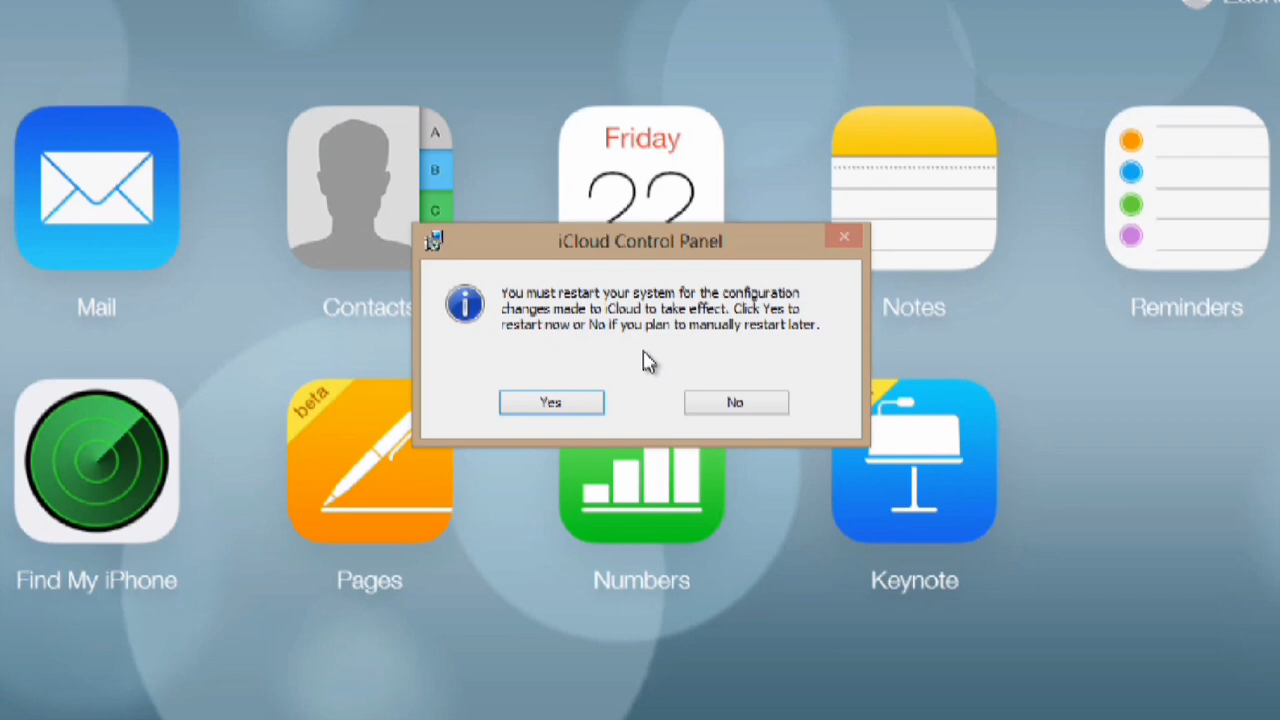 Friday
22
A
B
C
Mail
Contacts
Notes
Reminders
iCloud Control Panel
You must restart your system for the configuration
changes made to iCloud to take effect. Click Yes to
restart now or No if you plan to manually restart later.
Yes
No
beta
Find My iPhone
Pages
Numbers
Keynote